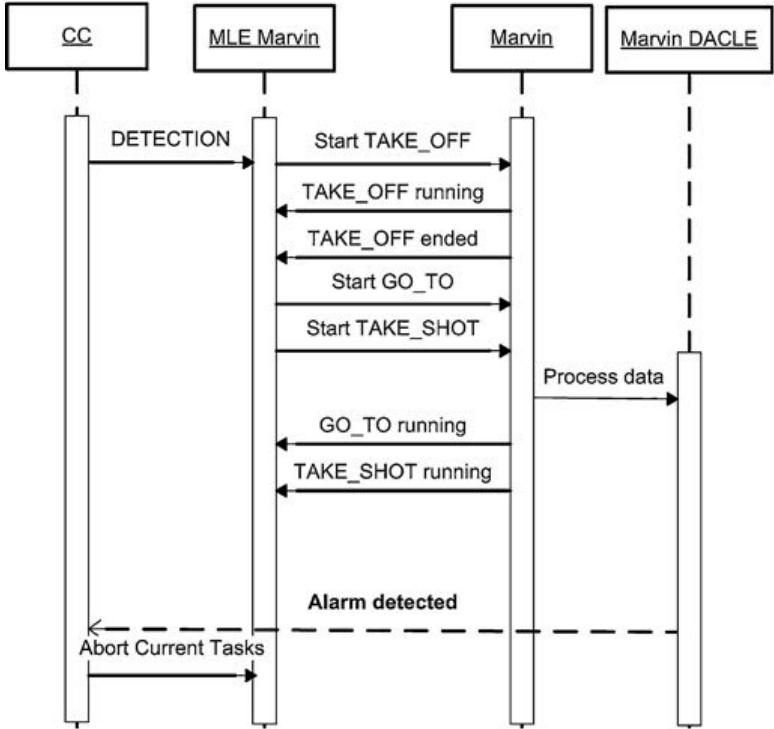 CC
MLE Marvin
Marvin
Marvin DACLE
DETECTION
Start TAKE_OFF
TAKE_OFF running
TAKE_OFF ended
Start GO_TO
Start TAKE_SHOT
Process data
GO_TO running
TAKE_SHOT running
Alarm detected
Abort Current Tasks